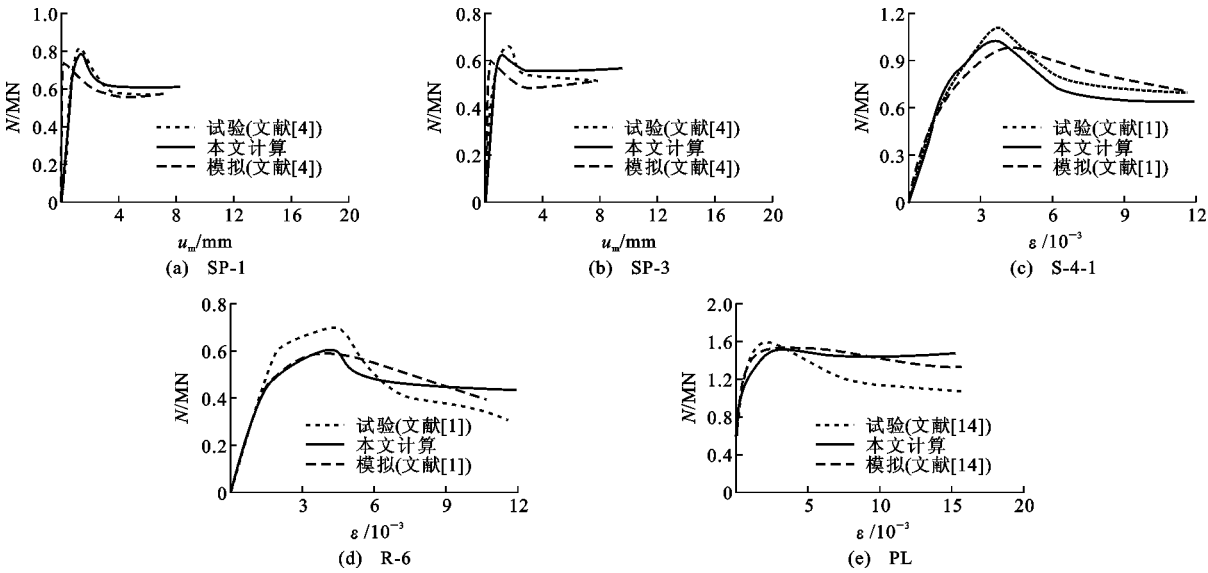 N/MN
1.0
0.8
0.6
0.4
0.2
0
4 8 12 16 20
试验(文献[4])
本文计算
模拟(文献[4])
u_m/mm
(a) SP-1
N/MN
0.8
0.6
0.4
0.2
0
4 8 12 16 20
试验(文献[4])
本文计算
模拟(文献[4])
u_m/mm
(b) SP-3
N/MN
1.2
0.9
0.6
0.3
0
3 6 9 12
试验(文献[1])
本文计算
模拟(文献[1])
ε/10⁻³
(c) S-4-1
N/MN
0.8
0.6
0.4
0.2
0
3 6 9 12
试验(文献[1])
本文计算
模拟(文献[1])
ε/10⁻³
(d) R-6
N/MN
2.0
1.6
1.2
0.8
0.4
0
5 10 15 20
试验(文献[14])
本文计算
模拟(文献[14])
ε/10⁻³
(e) PL